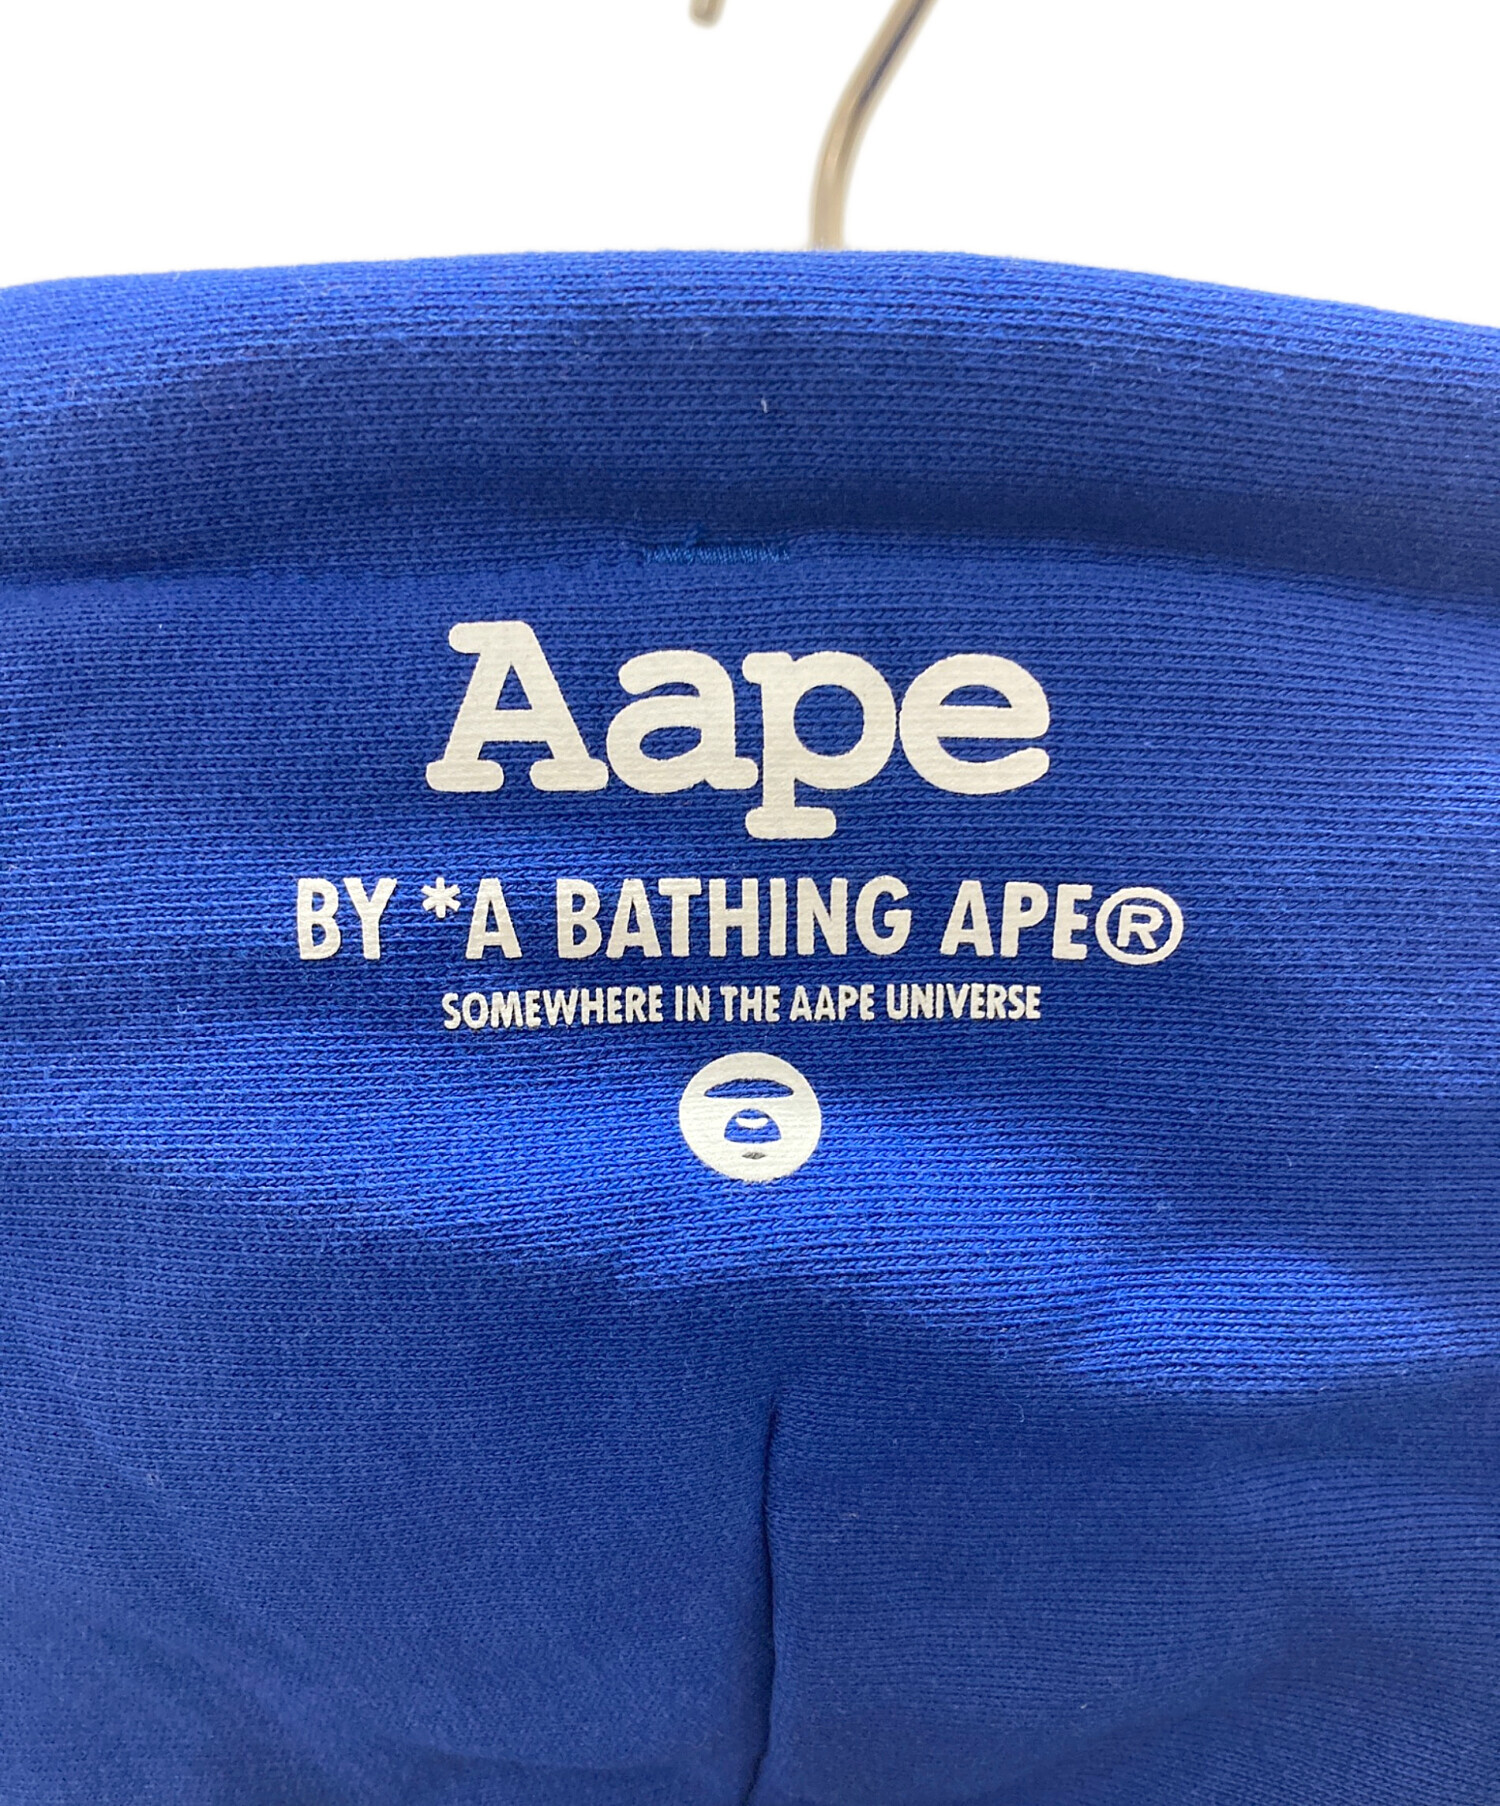 Aape
BY *A BATHING APE®
SOMEWHERE IN THE AAPE UNIVERSE